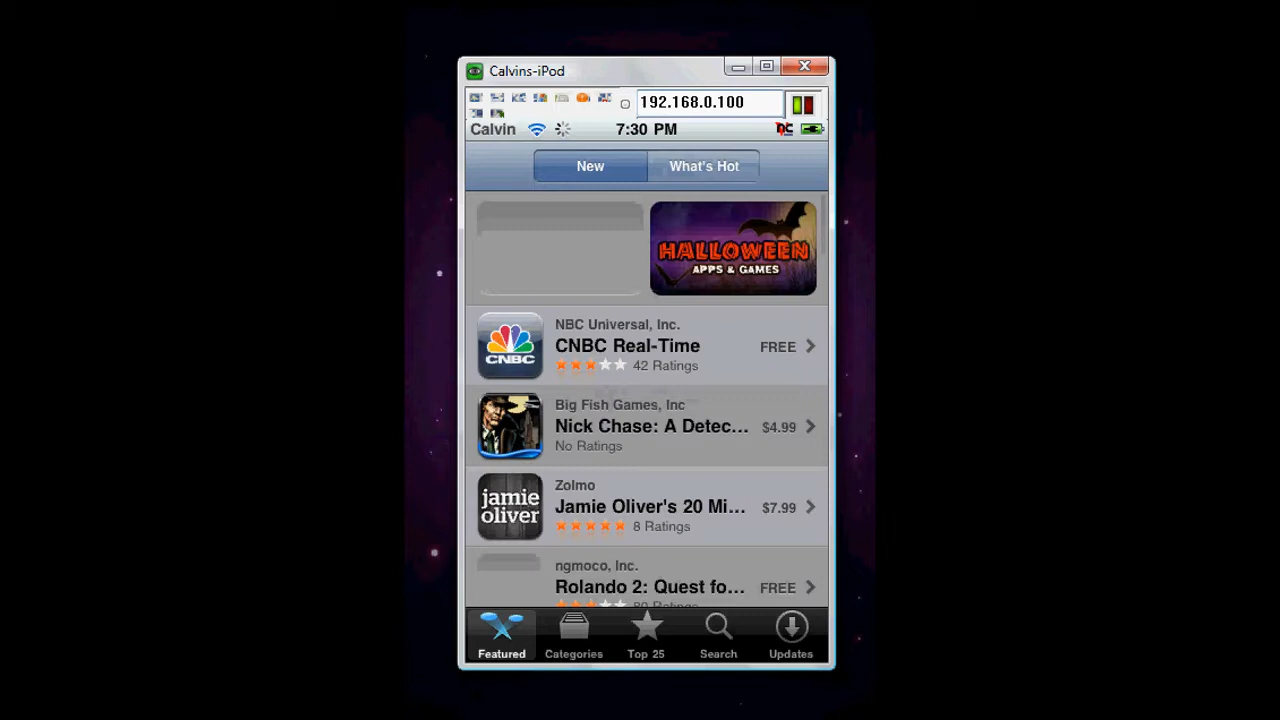 Calvins-iPod
192.168.0.100
Calvin 7:30 PM
New What's Hot
HALLOWEEN
APPS & GAMES
NBC Universal, Inc.
CNBC
CNBC Real-Time FREE
42 Ratings
Big Fish Games, Inc
Nick Chase: A Detec... $4.99
No Ratings
Zolmo
jamie
oliver
Jamie Oliver's 20 Mi... $7.99
8 Ratings
ngmoco, Inc.
Rolando 2: Quest fo... FREE
80 Ratings
Featured Categories Top 25 Search Updates